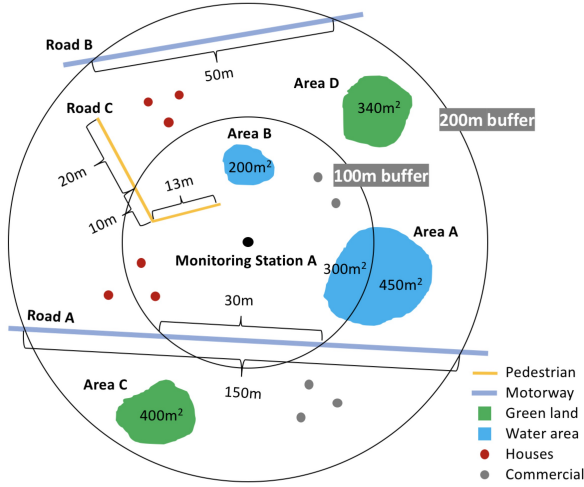 Road B
50m
Area D
340m²
Road C
200m buffer
Area B
200m²
100m buffer
20m
13m
10m
Area A
Monitoring Station A
300m²
450m²
30m
Road A
150m
Area C
400m²
Pedestrian
Motorway
Green land
Water area
Houses
Commercial